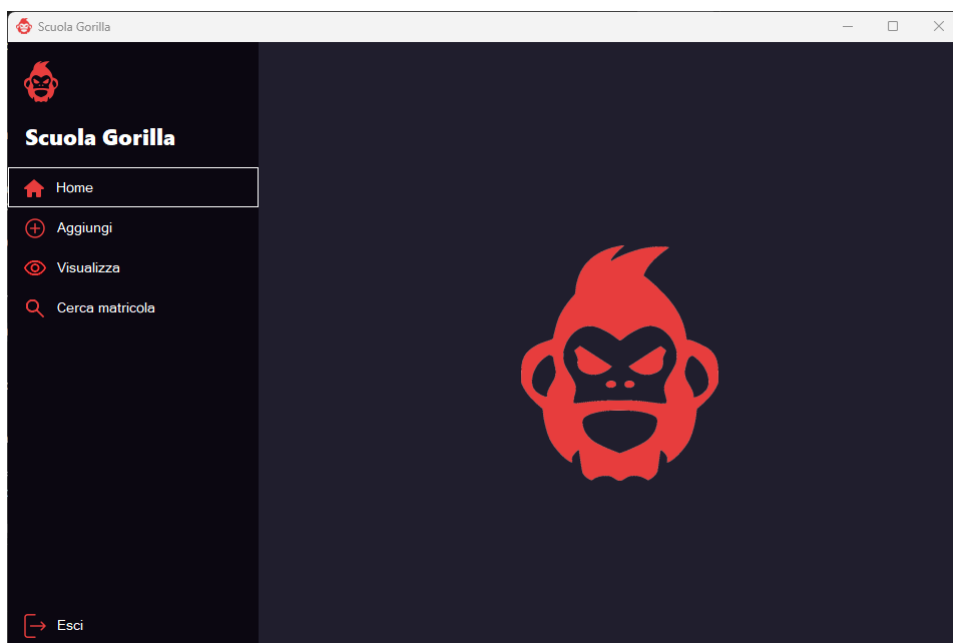 Scuola Gorilla
Scuola Gorilla
Home
Aggiungi
Visualizza
Cerca matricola
Esci